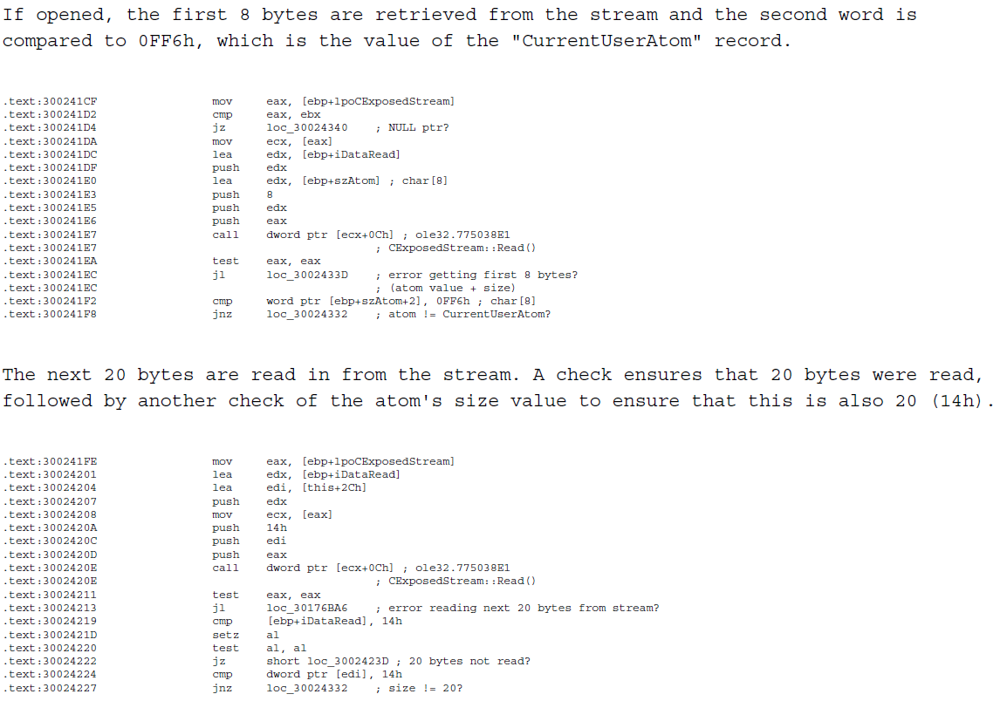 If opened, the first 8 bytes are retrieved from the stream and the second word is
compared to 0FF6h, which is the value of the "CurrentUserAtom" record.
.text:300241CF mov eax, [ebp+lpoCExposedStream]
.text:300241D2 cmp eax, ebx
.text:300241D4 jz loc_30024340 ; NULL ptr?
.text:300241DA mov ecx, [eax]
.text:300241DC lea edx, [ebp+iDataRead]
.text:300241DF push edx
.text:300241E0 lea edx, [ebp+szAtom] ; char[8]
.text:300241E3 push 8
.text:300241E5 push edx
.text:300241E6 push eax
.text:300241E7 call dword ptr [ecx+0Ch] ; ole32.775038E1
.text:300241E7 ; CExposedStream::Read()
.text:300241EA test eax, eax
.text:300241EC jl loc_3002433D ; error getting first 8 bytes?
.text:300241EC ; (atom value + size)
.text:300241F2 cmp word ptr [ebp+szAtom+2], 0FF6h ; char[8]
.text:300241F8 jnz loc_30024332 ; atom != CurrentUserAtom?
The next 20 bytes are read in from the stream. A check ensures that 20 bytes were read,
followed by another check of the atom's size value to ensure that this is also 20 (14h).
.text:300241FE mov eax, [ebp+lpoCExposedStream]
.text:30024201 lea edx, [ebp+iDataRead]
.text:30024204 lea edi, [this+2Ch]
.text:30024207 push edx
.text:30024208 mov ecx, [eax]
.text:3002420A push 14h
.text:3002420C push edi
.text:3002420D push eax
.text:3002420E call dword ptr [ecx+0Ch] ; ole32.775038E1
.text:3002420E ; CExposedStream::Read()
.text:30024211 test eax, eax
.text:30024213 jl loc_30176BA6 ; error reading next 20 bytes from stream?
.text:30024219 cmp [ebp+iDataRead], 14h
.text:3002421D setz al
.text:30024220 test al, al
.text:30024222 jz short loc_3002423D ; 20 bytes not read?
.text:30024224 cmp dword ptr [edi], 14h
.text:30024227 jnz loc_30024332 ; size != 20?